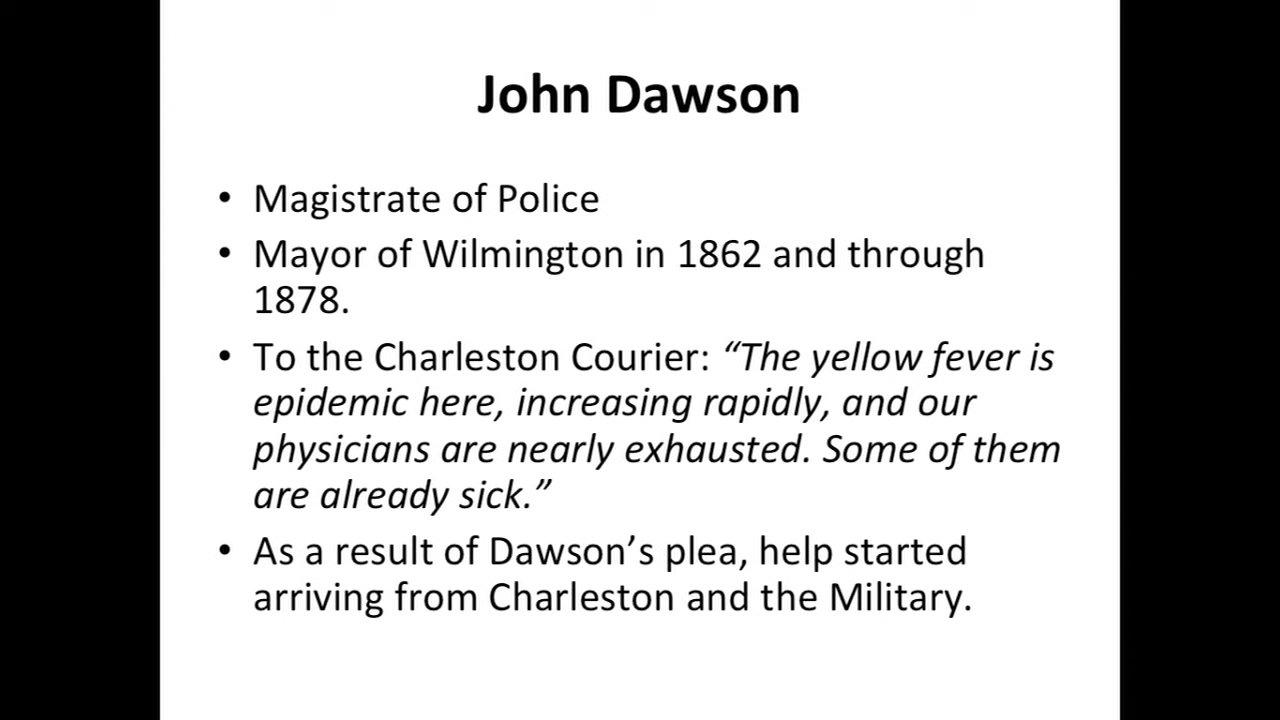 John Dawson
• Magistrate of Police
• Mayor of Wilmington in 1862 and through
1878.
• To the Charleston Courier: “The yellow fever is
epidemic here, increasing rapidly, and our
physicians are nearly exhausted. Some of them
are already sick.”
• As a result of Dawson’s plea, help started
arriving from Charleston and the Military.